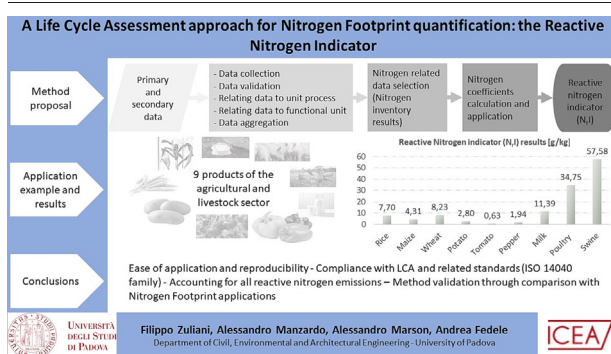 A Life Cycle Assessment approach for Nitrogen Footprint quantification: the Reactive
Nitrogen Indicator
Method
proposal
Primary
and
secondary
data
- Data collection
- Data validation
- Relating data to unit process
- Relating data to functional unit
- Data aggregation
Nitrogen related
data selection
(Nitrogen
inventory
results)
Nitrogen
coefficients
calculation and
application
Reactive
nitrogen
indicator
(NrI)
Application
example and
results
9 products of the
agricultural and
livestock sector
Reactive Nitrogen indicator (NrI) results [g/kg]
60
50
40
30
20
10
0
7,70
4,31
8,23
2,80
0,63
1,94
11,39
34,75
57,58
Rice
Maize
Wheat
Potato
Tomato
Pepper
Milk
Poultry
Swine
Conclusions
Ease of application and reproducibility - Compliance with LCA and related standards (ISO 14040
family) - Accounting for all reactive nitrogen emissions – Method validation through comparison with
Nitrogen Footprint applications
UNIVERSITÀ
DEGLI STUDI
DI PADOVA
Filippo Zuliani, Alessandro Manzardo, Alessandro Marson, Andrea Fedele
Department of Civil, Environmental and Architectural Engineering - University of Padova
ICEA